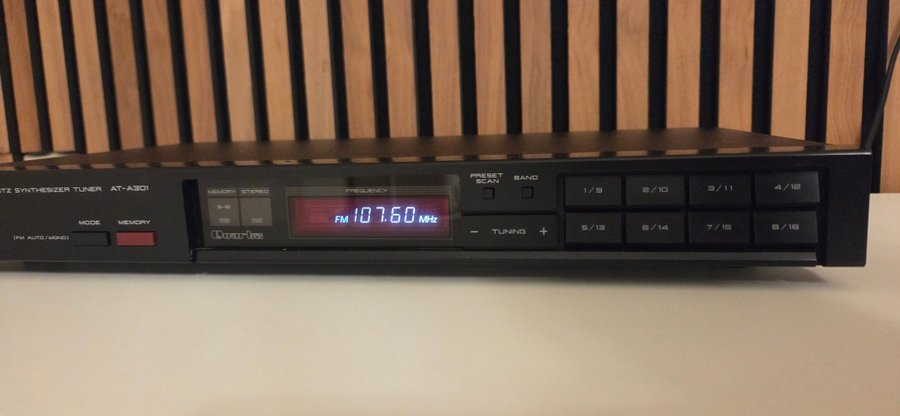 TZ SYNTHESIZER TUNER AT-A301
MODE MEMORY
(FM AUTO/MONO)
MEMORY STEREO
9-16
Quartz
FREQUENCY
FM 107.60 MHz
PRESET SCAN
BAND
- TUNING +
1/9 2/10 3/11 4/12
5/13 6/14 7/15 8/16